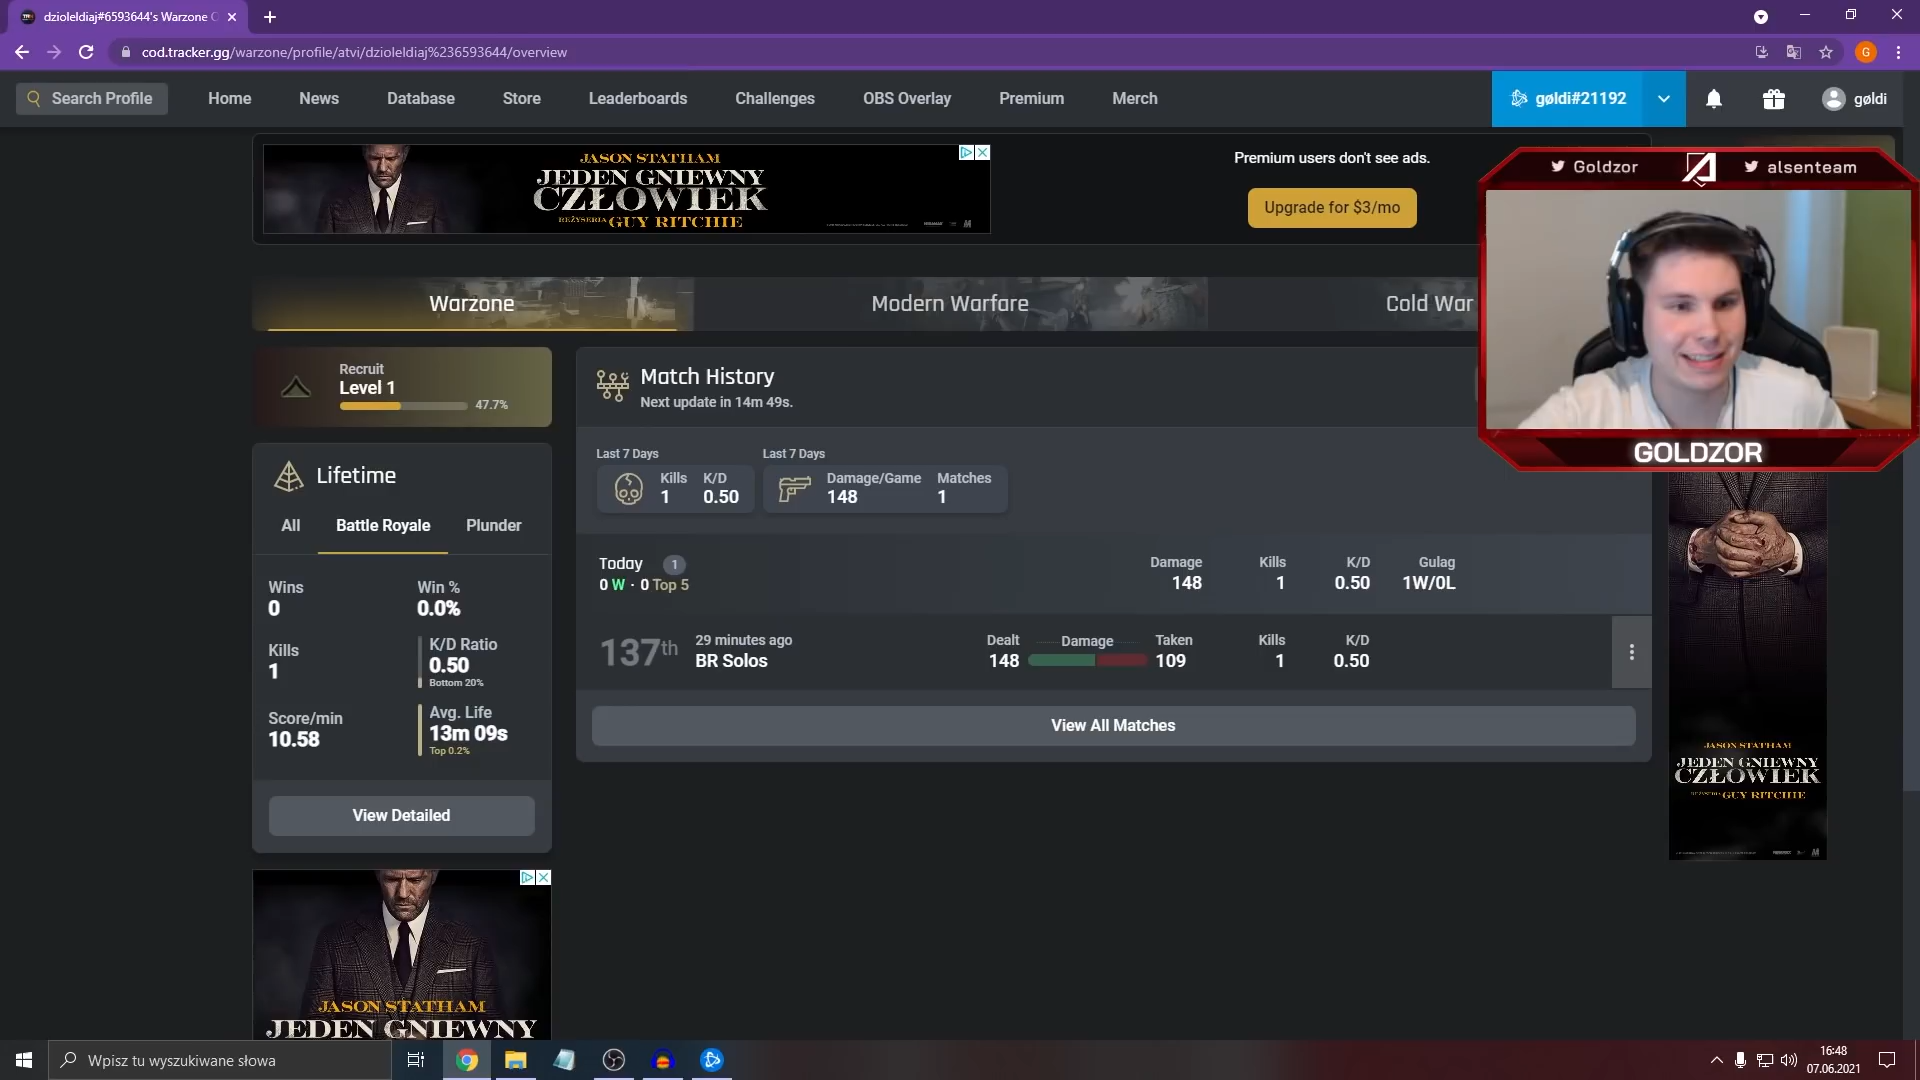 dzioleldiaj#6593644's Warzone
cod.tracker.gg/warzone/profile/atvi/dzioleldiaj%236593644/overview
G
Search Profile
Home
News
Database
Store
Leaderboards
Challenges
OBS Overlay
Premium
Merch
gøldi#21192
gøldi
JASON STATHAM
JEDEN GNIEWNY
CZŁOWIEK
REŻYSERIA GUY RITCHIE
Premium users don't see ads.
Upgrade for $3/mo
Goldzor
alsenteam
GOLDZOR
Warzone
Modern Warfare
Cold War
Recruit
Level 1
47.7%
Match History
Next update in 14m 49s.
Last 7 Days
Kills
1
K/D
0.50
Last 7 Days
Damage/Game
148
Matches
1
Lifetime
All
Battle Royale
Plunder
Wins
0
Win %
0.0%
Kills
1
K/D Ratio
0.50
Bottom 20%
Score/min
10.58
Avg. Life
13m 09s
Top 0.2%
View Detailed
Today 1
0 W · 0 Top 5
Damage
148
Kills
1
K/D
0.50
Gulag
1W/0L
137th
29 minutes ago
BR Solos
Dealt
148
Damage
Taken
109
Kills
1
K/D
0.50
View All Matches
JASON STATHAM
JEDEN GNIEWNY
CZŁOWIEK
REŻYSERIA GUY RITCHIE
JASON STATHAM
JEDEN GNIEWNY
Wpisz tu wyszukiwane słowa
16:48
07.06.2021